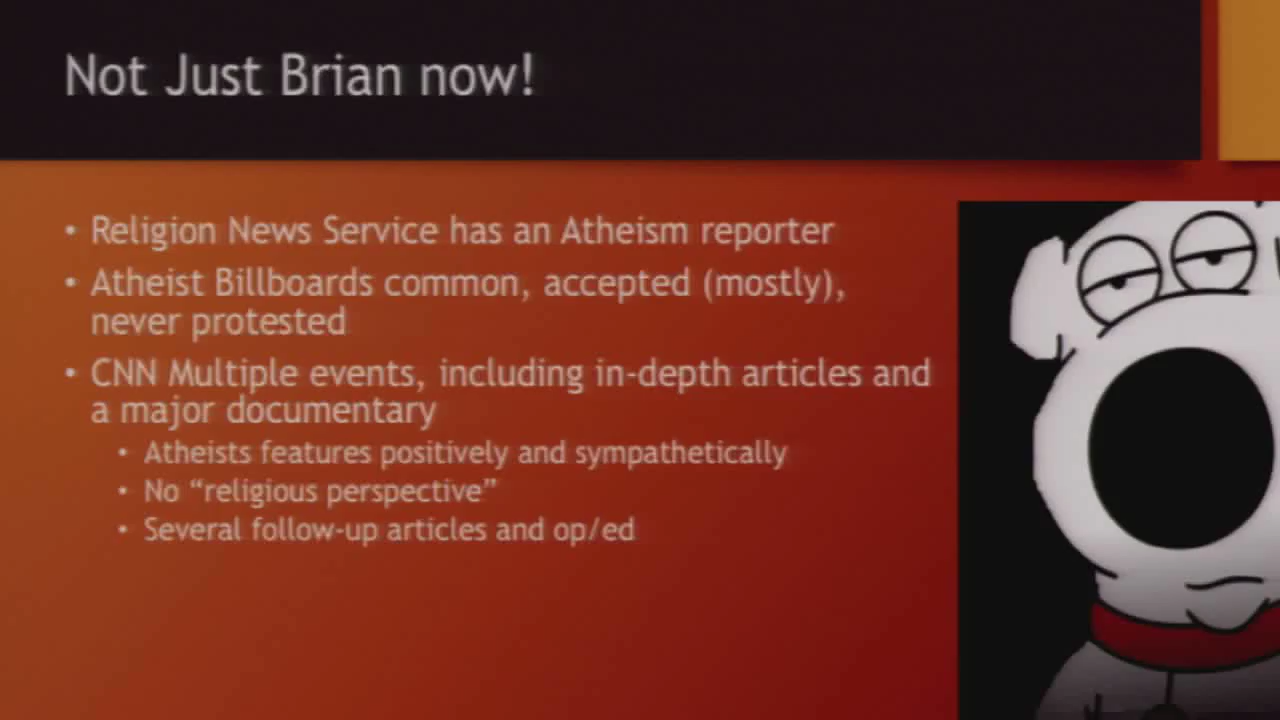 Not Just Brian now!
• Religion News Service has an Atheism reporter
• Atheist Billboards common, accepted (mostly),
never protested
• CNN Multiple events, including in-depth articles and
a major documentary
• Atheists features positively and sympathetically
• No “religious perspective”
• Several follow-up articles and op/ed